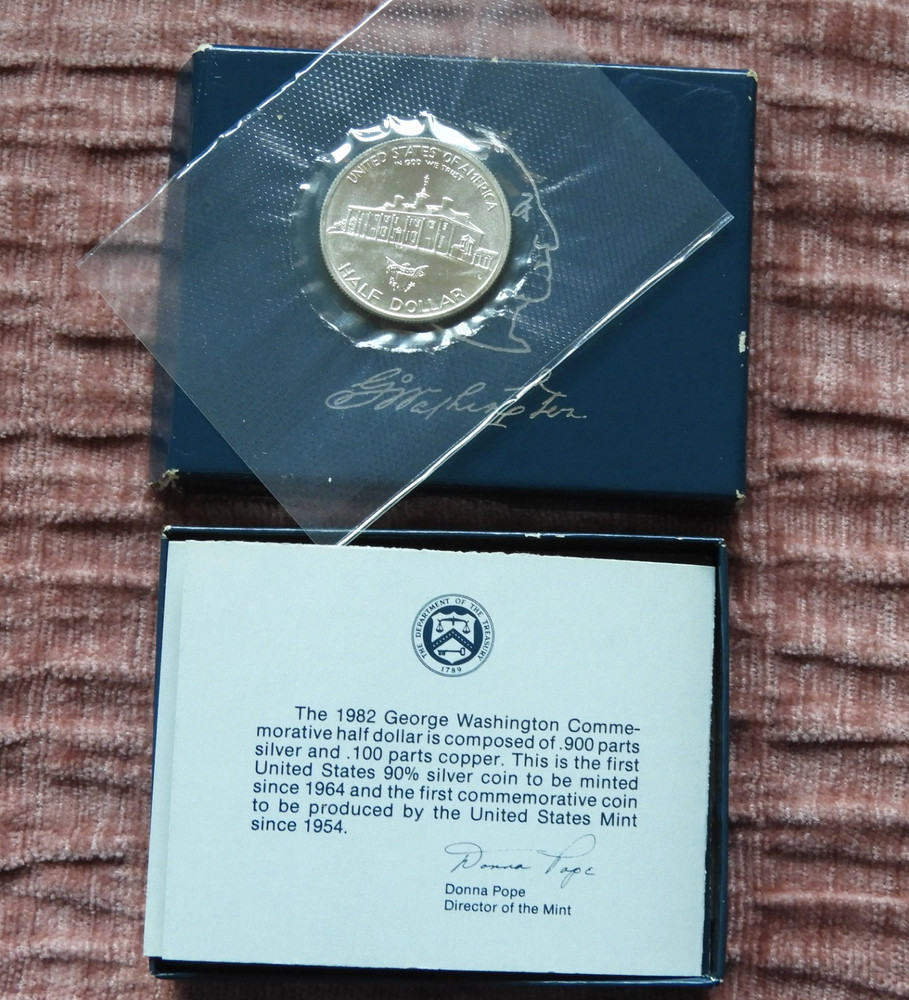 UNITED STATES OF AMERICA
IN GOD WE TRUST
HALF DOLLAR
G Washington
THE DEPARTMENT OF THE TREASURY
1789
The 1982 George Washington Comme-
morative half dollar is composed of .900 parts
silver and .100 parts copper. This is the first
United States 90% silver coin to be minted
since 1964 and the first commemorative coin
to be produced by the United States Mint
since 1954.
Donna Pope
Donna Pope
Director of the Mint